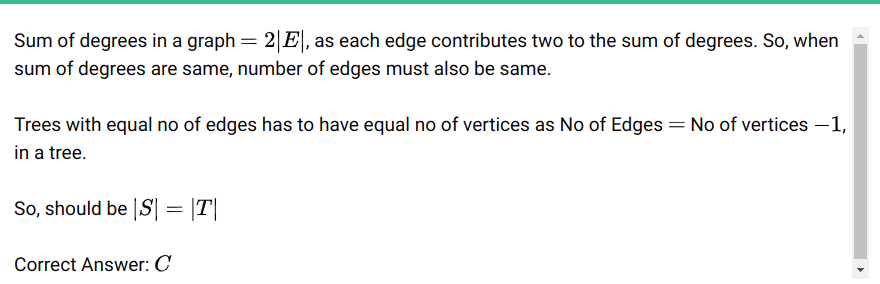 Sum of degrees in a graph = 2|E|, as each edge contributes two to the sum of degrees. So, when
sum of degrees are same, number of edges must also be same.
Trees with equal no of edges has to have equal no of vertices as No of Edges = No of vertices −1,
in a tree.
So, should be |S| = |T|
Correct Answer: C